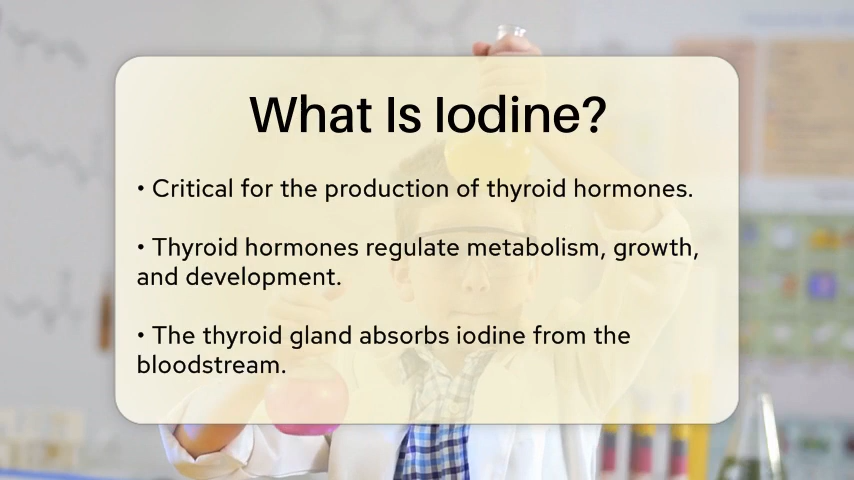 What Is Iodine?
• Critical for the production of thyroid hormones.
• Thyroid hormones regulate metabolism, growth,
and development.
• The thyroid gland absorbs iodine from the
bloodstream.